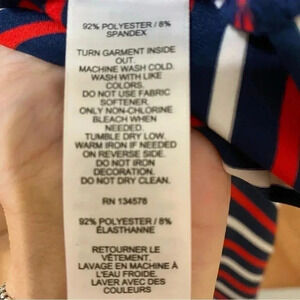 92% POLYESTER / 8%
SPANDEX
TURN GARMENT INSIDE
OUT.
MACHINE WASH COLD.
WASH WITH LIKE
COLORS.
DO NOT USE FABRIC
SOFTENER.
ONLY NON-CHLORINE
BLEACH WHEN
NEEDED.
TUMBLE DRY LOW.
WARM IRON IF NEEDED
ON REVERSE SIDE.
DO NOT IRON
DECORATION.
DO NOT DRY CLEAN.
RN 134578
92% POLYESTER / 8%
ÉLASTHANNE
RETOURNER LE
VÊTEMENT.
LAVAGE EN MACHINE À
L'EAU FROIDE.
LAVER AVEC DES
COULEURS